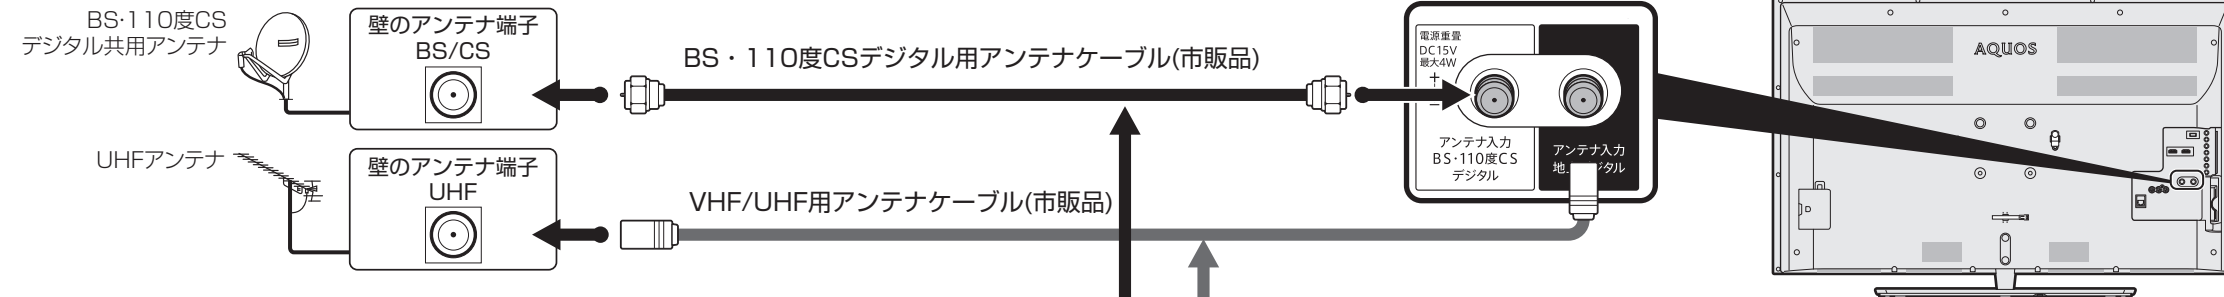 BS・110度CS
デジタル共用アンテナ
壁のアンテナ端子
BS/CS
BS・110度CSデジタル用アンテナケーブル(市販品)
電源重畳
DC15V
最大4W
＋
－
アンテナ入力
BS・110度CS
デジタル
アンテナ入力
地上デジタル
AQUOS
UHFアンテナ
壁のアンテナ端子
UHF
VHF/UHF用アンテナケーブル(市販品)